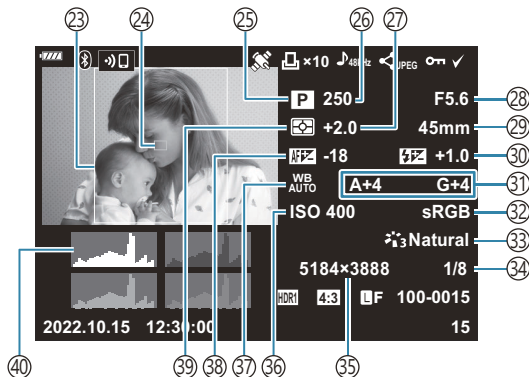 ㉓ ㉔ ㉕ ㉖ ㉗
×10 48kHz JPEG
P 250 F5.6 ㉘
+2.0 45mm ㉙
AF -18 +1.0 ㉚
WB AUTO A+4 G+4 ㉛
ISO 400 sRGB ㉜
3 Natural ㉝
5184×3888 1/8 ㉞
HDR1 4:3 L F 100-0015
2022.10.15 12:30:00 15
㊵ ㊴ ㊳ ㊲ ㊱ ㉟